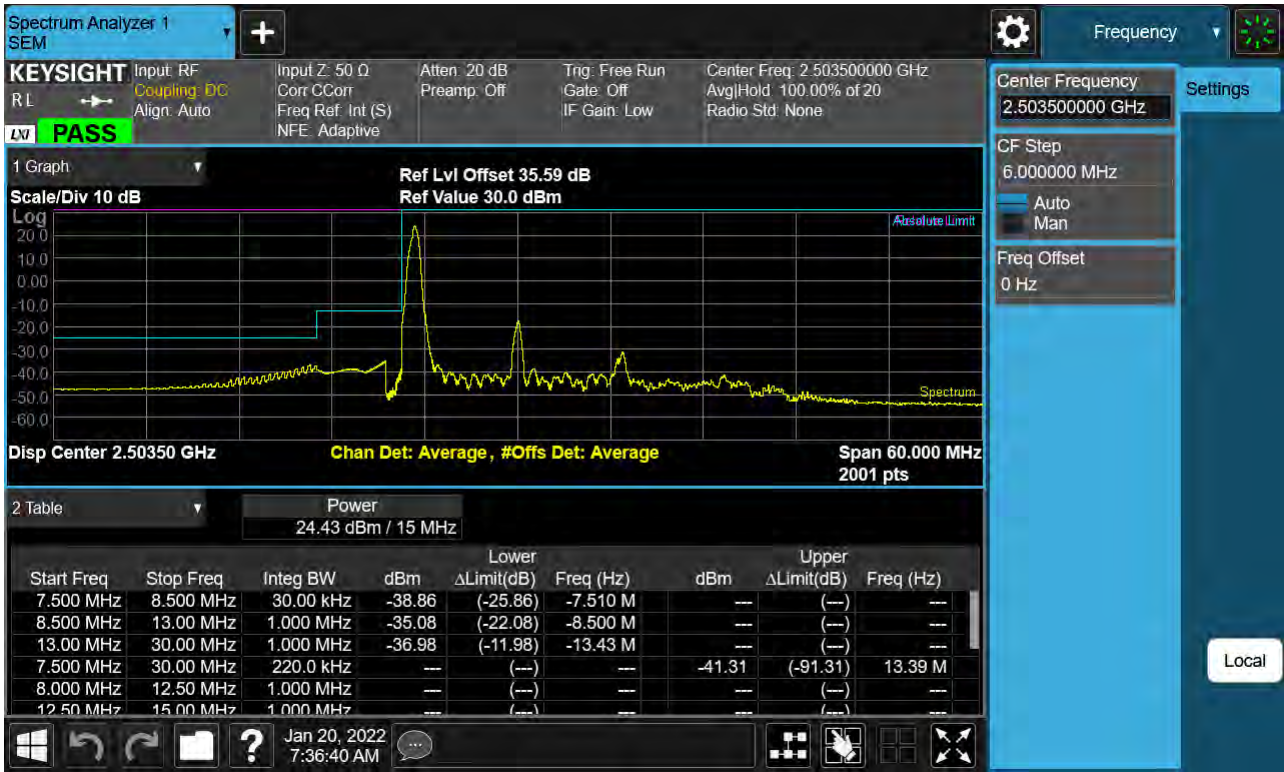 Spectrum Analyzer 1
SEM
Frequency
KEYSIGHT
RL
LXI PASS
Input: RF
Coupling: DC
Align: Auto
Input Z: 50 Ω
Corr CCorr
Freq Ref: Int (S)
NFE: Adaptive
Atten: 20 dB
Preamp: Off
Trig: Free Run
Gate: Off
IF Gain: Low
Center Freq: 2.503500000 GHz
Avg|Hold: 100.00% of 20
Radio Std: None
Center Frequency
2.503500000 GHz
Settings
CF Step
6.000000 MHz
Auto
Man
Freq Offset
0 Hz
1 Graph
Scale/Div 10 dB
Ref Lvl Offset 35.59 dB
Ref Value 30.0 dBm
Log
Absolute Limit
20.0
10.0
0.00
-10.0
-20.0
-30.0
-40.0
-50.0
-60.0
Spectrum
Disp Center 2.50350 GHz
Chan Det: Average , #Offs Det: Average
Span 60.000 MHz
2001 pts
2 Table
Power
24.43 dBm / 15 MHz
Lower Upper
Start Freq Stop Freq Integ BW dBm ΔLimit(dB) Freq (Hz) dBm ΔLimit(dB) Freq (Hz)
7.500 MHz 8.500 MHz 30.00 kHz -38.86 (-25.86) -7.510 M --- (---) ---
8.500 MHz 13.00 MHz 1.000 MHz -35.08 (-22.08) -8.500 M --- (---) ---
13.00 MHz 30.00 MHz 1.000 MHz -36.98 (-11.98) -13.43 M --- (---) ---
7.500 MHz 30.00 MHz 220.0 kHz --- (---) --- -41.31 (-91.31) 13.39 M
8.000 MHz 12.50 MHz 1.000 MHz --- (---) --- --- (---) ---
12.50 MHz 15.00 MHz 1.000 MHz --- (---) --- --- (---) ---
Local
Jan 20, 2022
7:36:40 AM